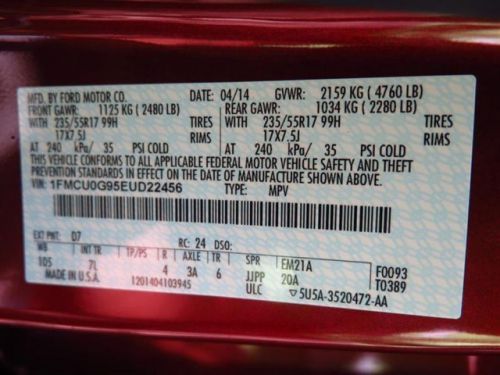 MFD. BY FORD MOTOR CO. 04/14 GVWR: 2159 KG ( 4760 LB)
FRONT GAWR: 1125 KG ( 2480 LB) REAR GAWR: 1034 KG ( 2280 LB)
WITH 235/55R17 99H TIRES WITH 235/55R17 99H TIRES
17X7.5J RIMS 17X7.5J RIMS
AT 240 kPa/ 35 PSI COLD AT 240 kPa/ 35 PSI COLD
THIS VEHICLE CONFORMS TO ALL APPLICABLE FEDERAL MOTOR VEHICLE SAFETY AND THEFT
PREVENTION STANDARDS IN EFFECT ON THE DATE OF MANUFACTURE SHOWN ABOVE.
VIN: 1FMCU0G95EUD22456 TYPE: MPV
EXT PNT: D7 RC: 24 DSO:
WB INT TR TP/PS R AXLE TR SPR EM21A F0093
105 7L 4 3A 6 JJPP 20A T0389
MADE IN U.S.A. 1201404103945 ULC ▽5U5A-3520472-AA